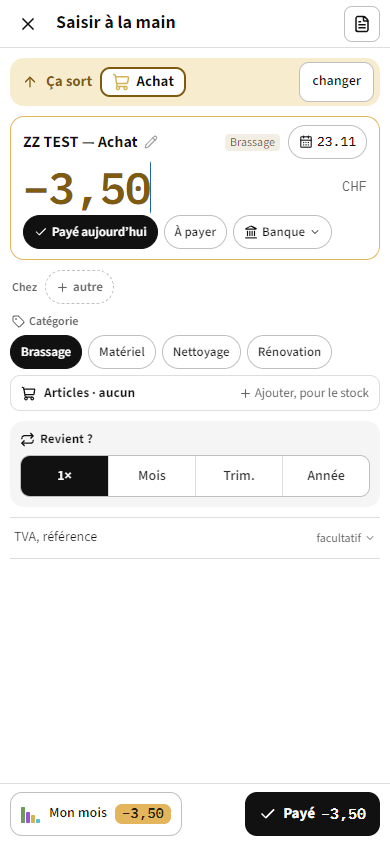 Saisir à la main
Ça sort Achat changer
ZZ TEST — Achat Brassage 23.11
−3,50 CHF
Payé aujourd'hui À payer Banque
Chez + autre
Catégorie
Brassage Matériel Nettoyage Rénovation
Articles · aucun + Ajouter, pour le stock
Revient ?
1× Mois Trim. Année
TVA, référence facultatif
Mon mois −3,50 Payé −3,50